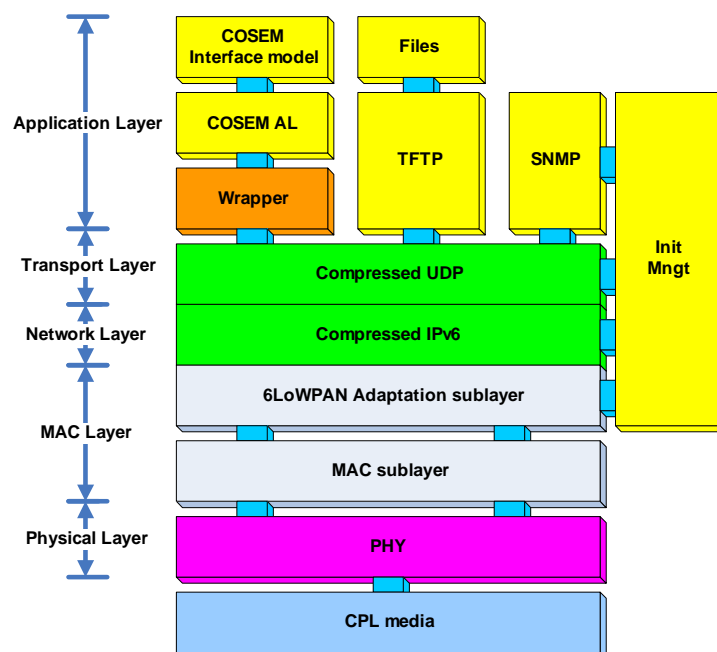 COSEM
Interface model
Files
Application Layer
COSEM AL
TFTP
SNMP
Wrapper
Init
Mngt
Transport Layer
Compressed UDP
Network Layer
Compressed IPv6
6LoWPAN Adaptation sublayer
MAC Layer
MAC sublayer
Physical Layer
PHY
CPL media